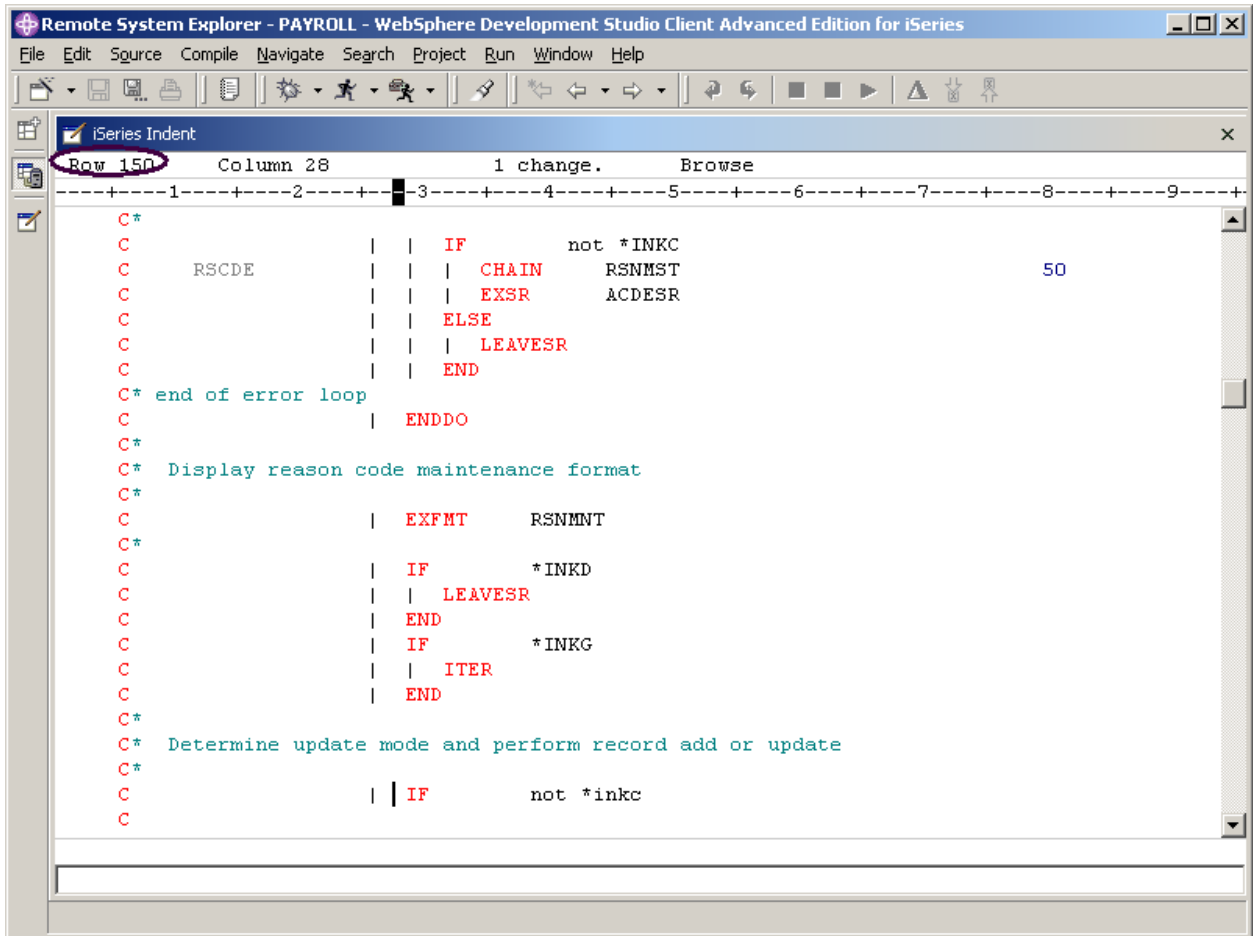 Remote System Explorer - PAYROLL - WebSphere Development Studio Client Advanced Edition for iSeries
File Edit Source Compile Navigate Search Project Run Window Help
iSeries Indent
Row 150 Column 28 1 change. Browse
----+----1----+----2----+----3----+----4----+----5----+----6----+----7----+----8----+----9----+-
C*
C | | IF not *INKC
C RSCDE | | | CHAIN RSNMST 50
C | | | EXSR ACDESR
C | | ELSE
C | | | LEAVESR
C | | END
C* end of error loop
C | ENDDO
C*
C* Display reason code maintenance format
C*
C | EXFMT RSNMNT
C*
C | IF *INKD
C | | LEAVESR
C | END
C | IF *INKG
C | | ITER
C | END
C*
C* Determine update mode and perform record add or update
C*
C | IF not *inkc
C